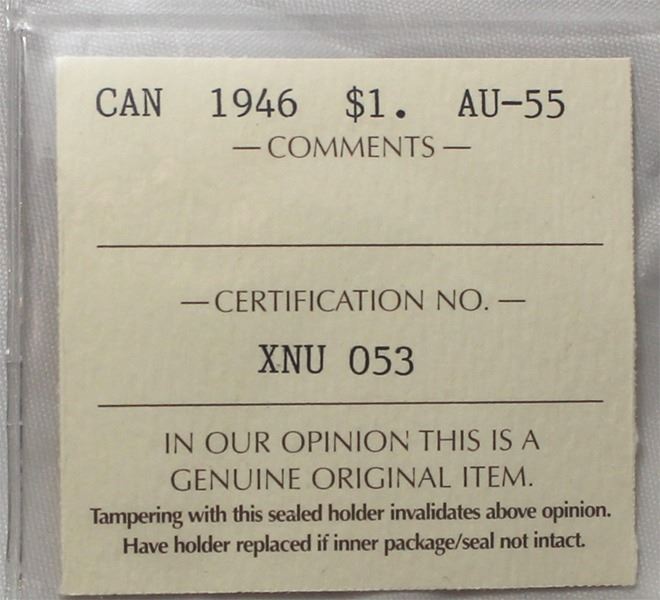 CAN 1946 $1. AU-55
—COMMENTS—
—CERTIFICATION NO.—
XNU 053
IN OUR OPINION THIS IS A
GENUINE ORIGINAL ITEM.
Tampering with this sealed holder invalidates above opinion.
Have holder replaced if inner package/seal not intact.